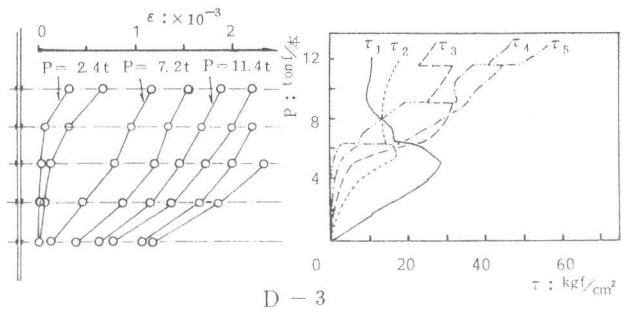 ε : ×10⁻³
0 1 2
P = 2.4t P = 7.2t P = 11.4t
P : tonf/本
12
8
4
τ₁ τ₂ τ₃ τ₄ τ₅
0 20 40 60
τ : kgf/cm²
D - 3